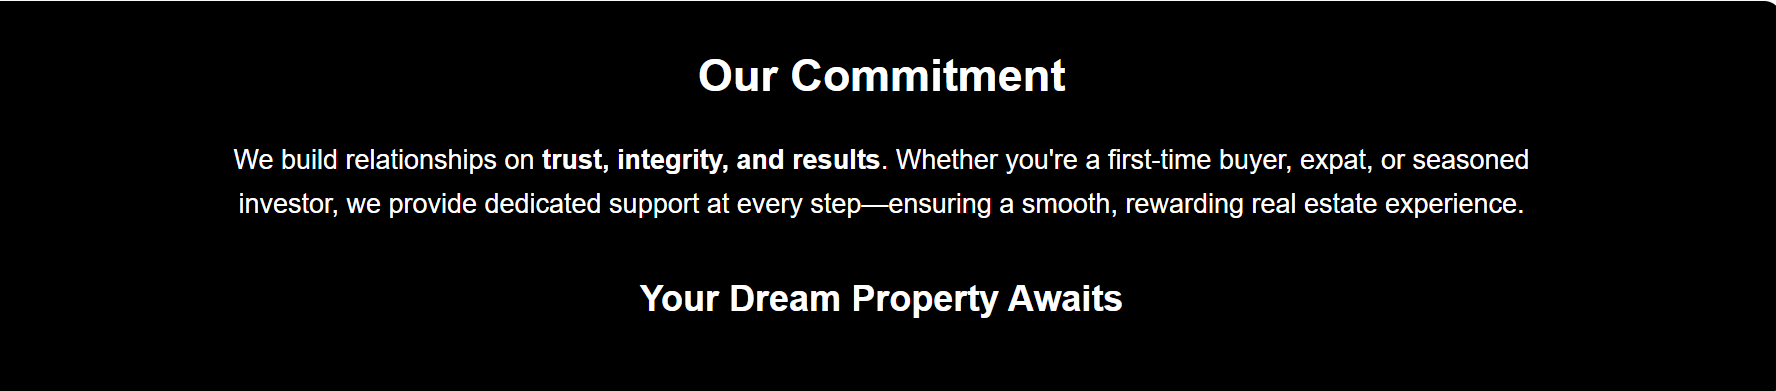 Our Commitment
We build relationships on trust, integrity, and results. Whether you're a first-time buyer, expat, or seasoned
investor, we provide dedicated support at every step—ensuring a smooth, rewarding real estate experience.
Your Dream Property Awaits